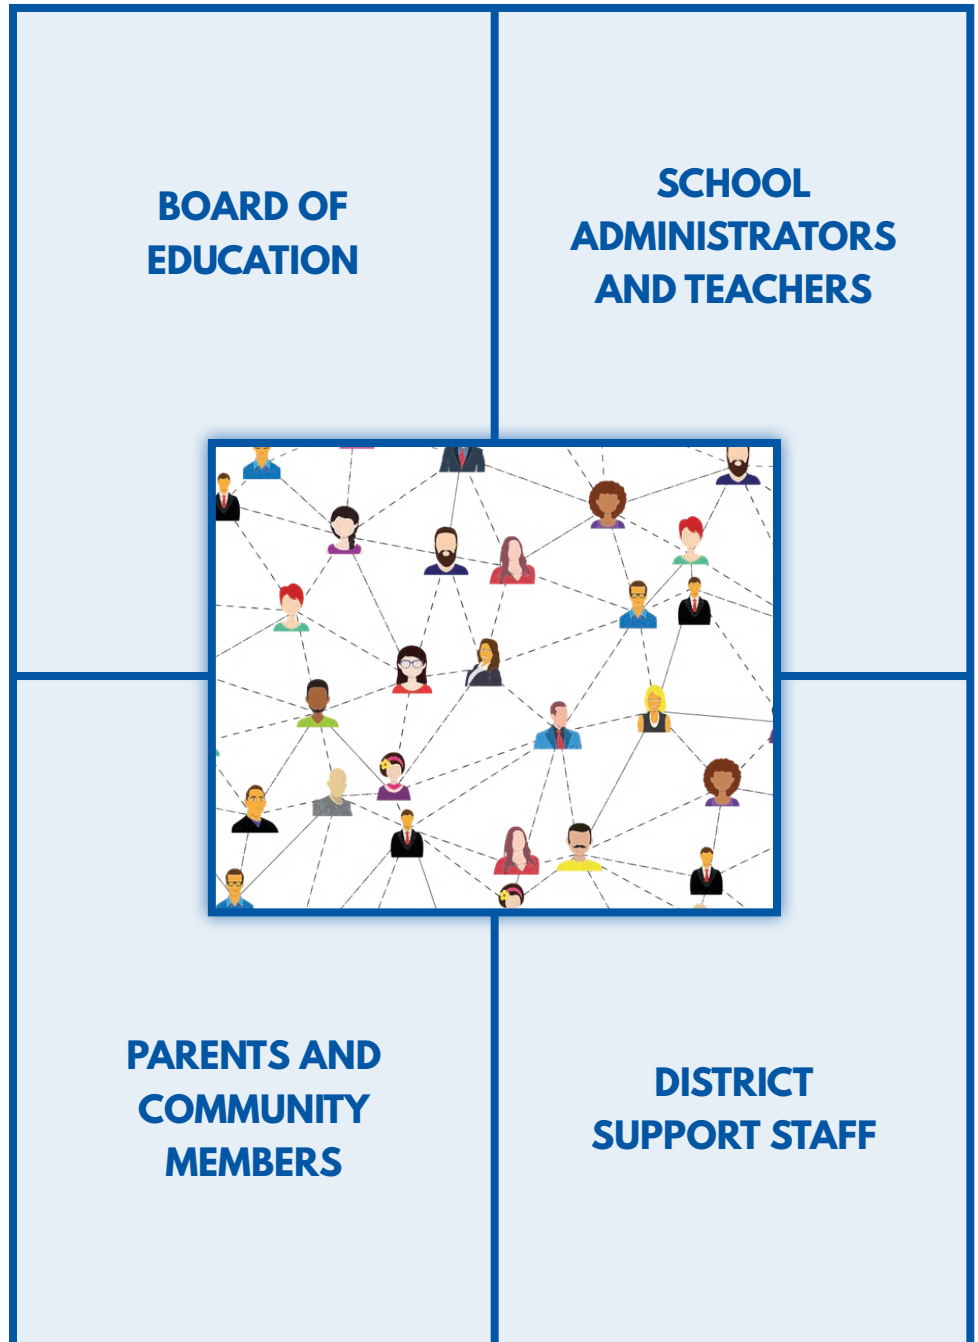 BOARD OF
EDUCATION
SCHOOL
ADMINISTRATORS
AND TEACHERS
PARENTS AND
COMMUNITY
MEMBERS
DISTRICT
SUPPORT STAFF